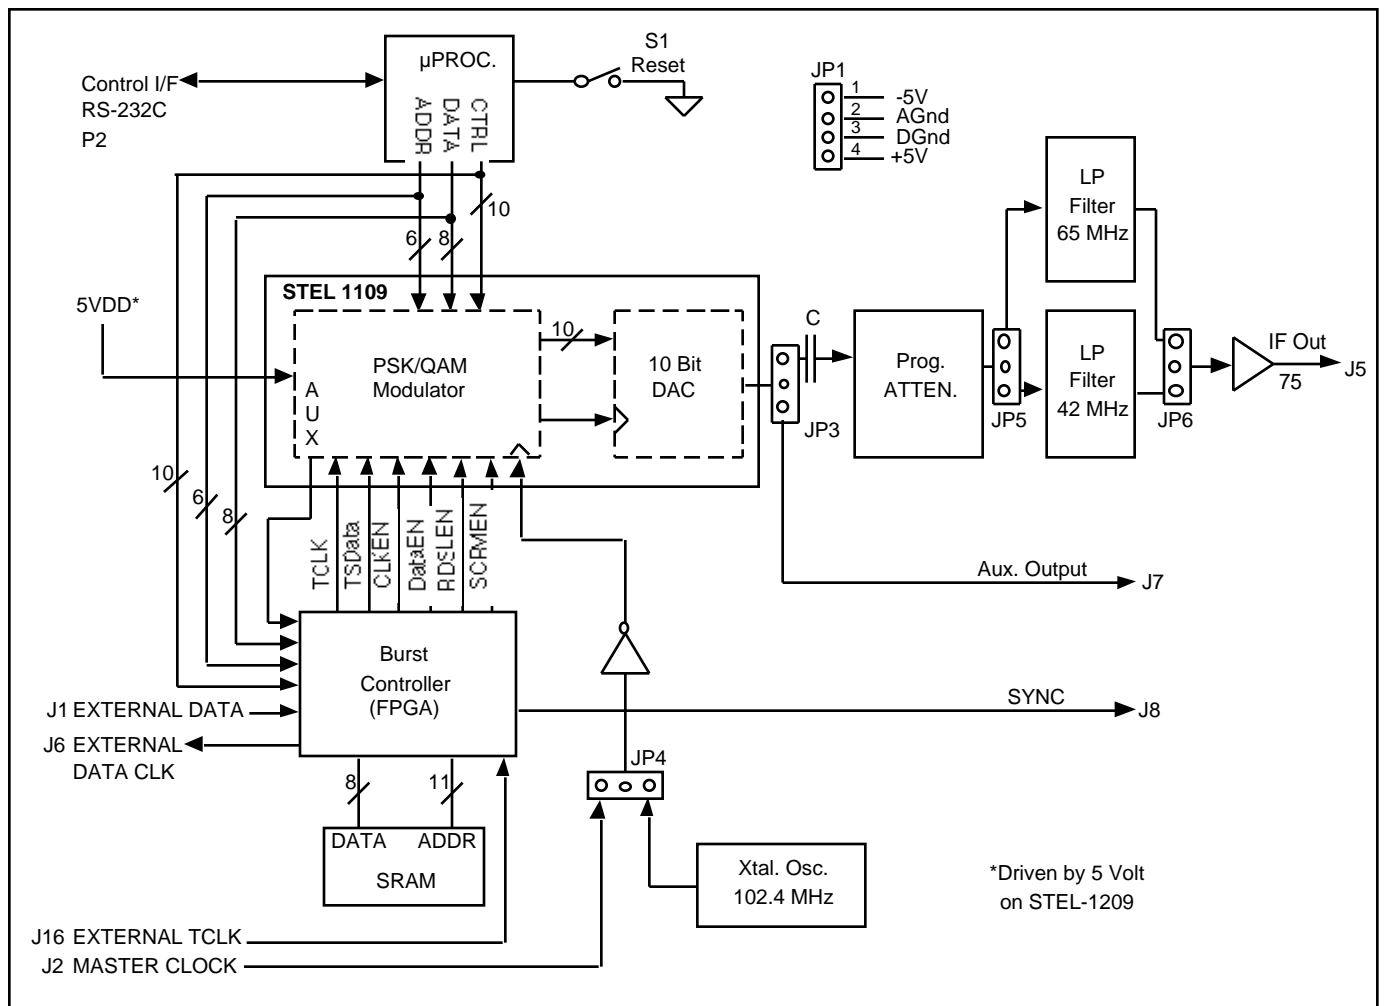 S1
Reset
µPROC.
Control I/F
RS-232C
P2
ADDR
DATA
CTRL
JP1
1
-5V
2
AGnd
3
DGnd
4
+5V
10
6
8
LP
Filter
65 MHz
STEL 1109
5VDD*
PSK/QAM
Modulator
A
U
X
10
10 Bit
DAC
C
JP3
Prog.
ATTEN.
JP5
LP
Filter
42 MHz
JP6
IF Out
75
J5
10
6
8
TCLK
TSData
CLKEN
DataEN
RDSLEN
SCRMEN
Aux. Output
J7
Burst
Controller
(FPGA)
J1 EXTERNAL DATA
SYNC
J8
J6 EXTERNAL
DATA CLK
JP4
8
11
DATA
ADDR
SRAM
Xtal. Osc.
102.4 MHz
*Driven by 5 Volt
on STEL-1209
J16 EXTERNAL TCLK
J2 MASTER CLOCK